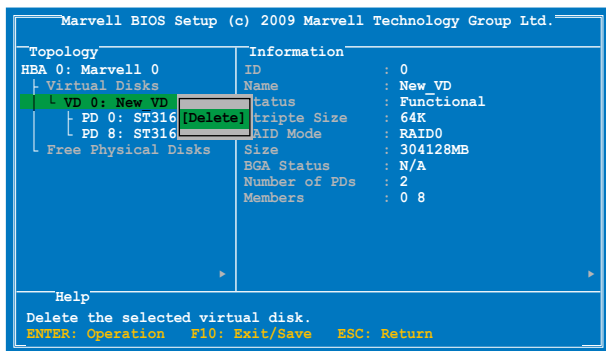 Marvell BIOS Setup (c) 2009 Marvell Technology Group Ltd.
Topology
HBA 0: Marvell 0
Virtual Disks
VD 0: New_VD
PD 0: ST316
PD 8: ST316
Free Physical Disks
[Delete]
Information
ID : 0
Name : New_VD
tatus : Functional
tripte Size : 64K
AID Mode : RAID0
Size : 304128MB
BGA Status : N/A
Number of PDs : 2
Members : 0 8
Help
Delete the selected virtual disk.
ENTER: Operation F10: Exit/Save ESC: Return